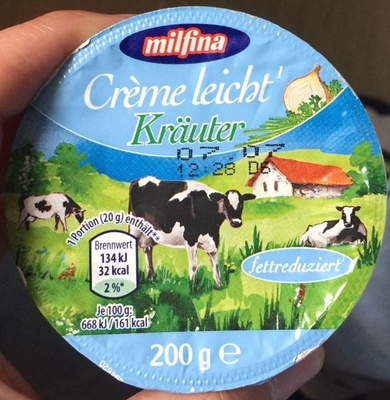 milfina
Crème leicht¹
Kräuter
07.07
12:28 D6
1 Portion (20 g) enthält**
Brennwert
134 kJ
32 kcal
2 %*
Je 100g:
668 kJ / 161 kcal
fettreduziert¹
200 g e